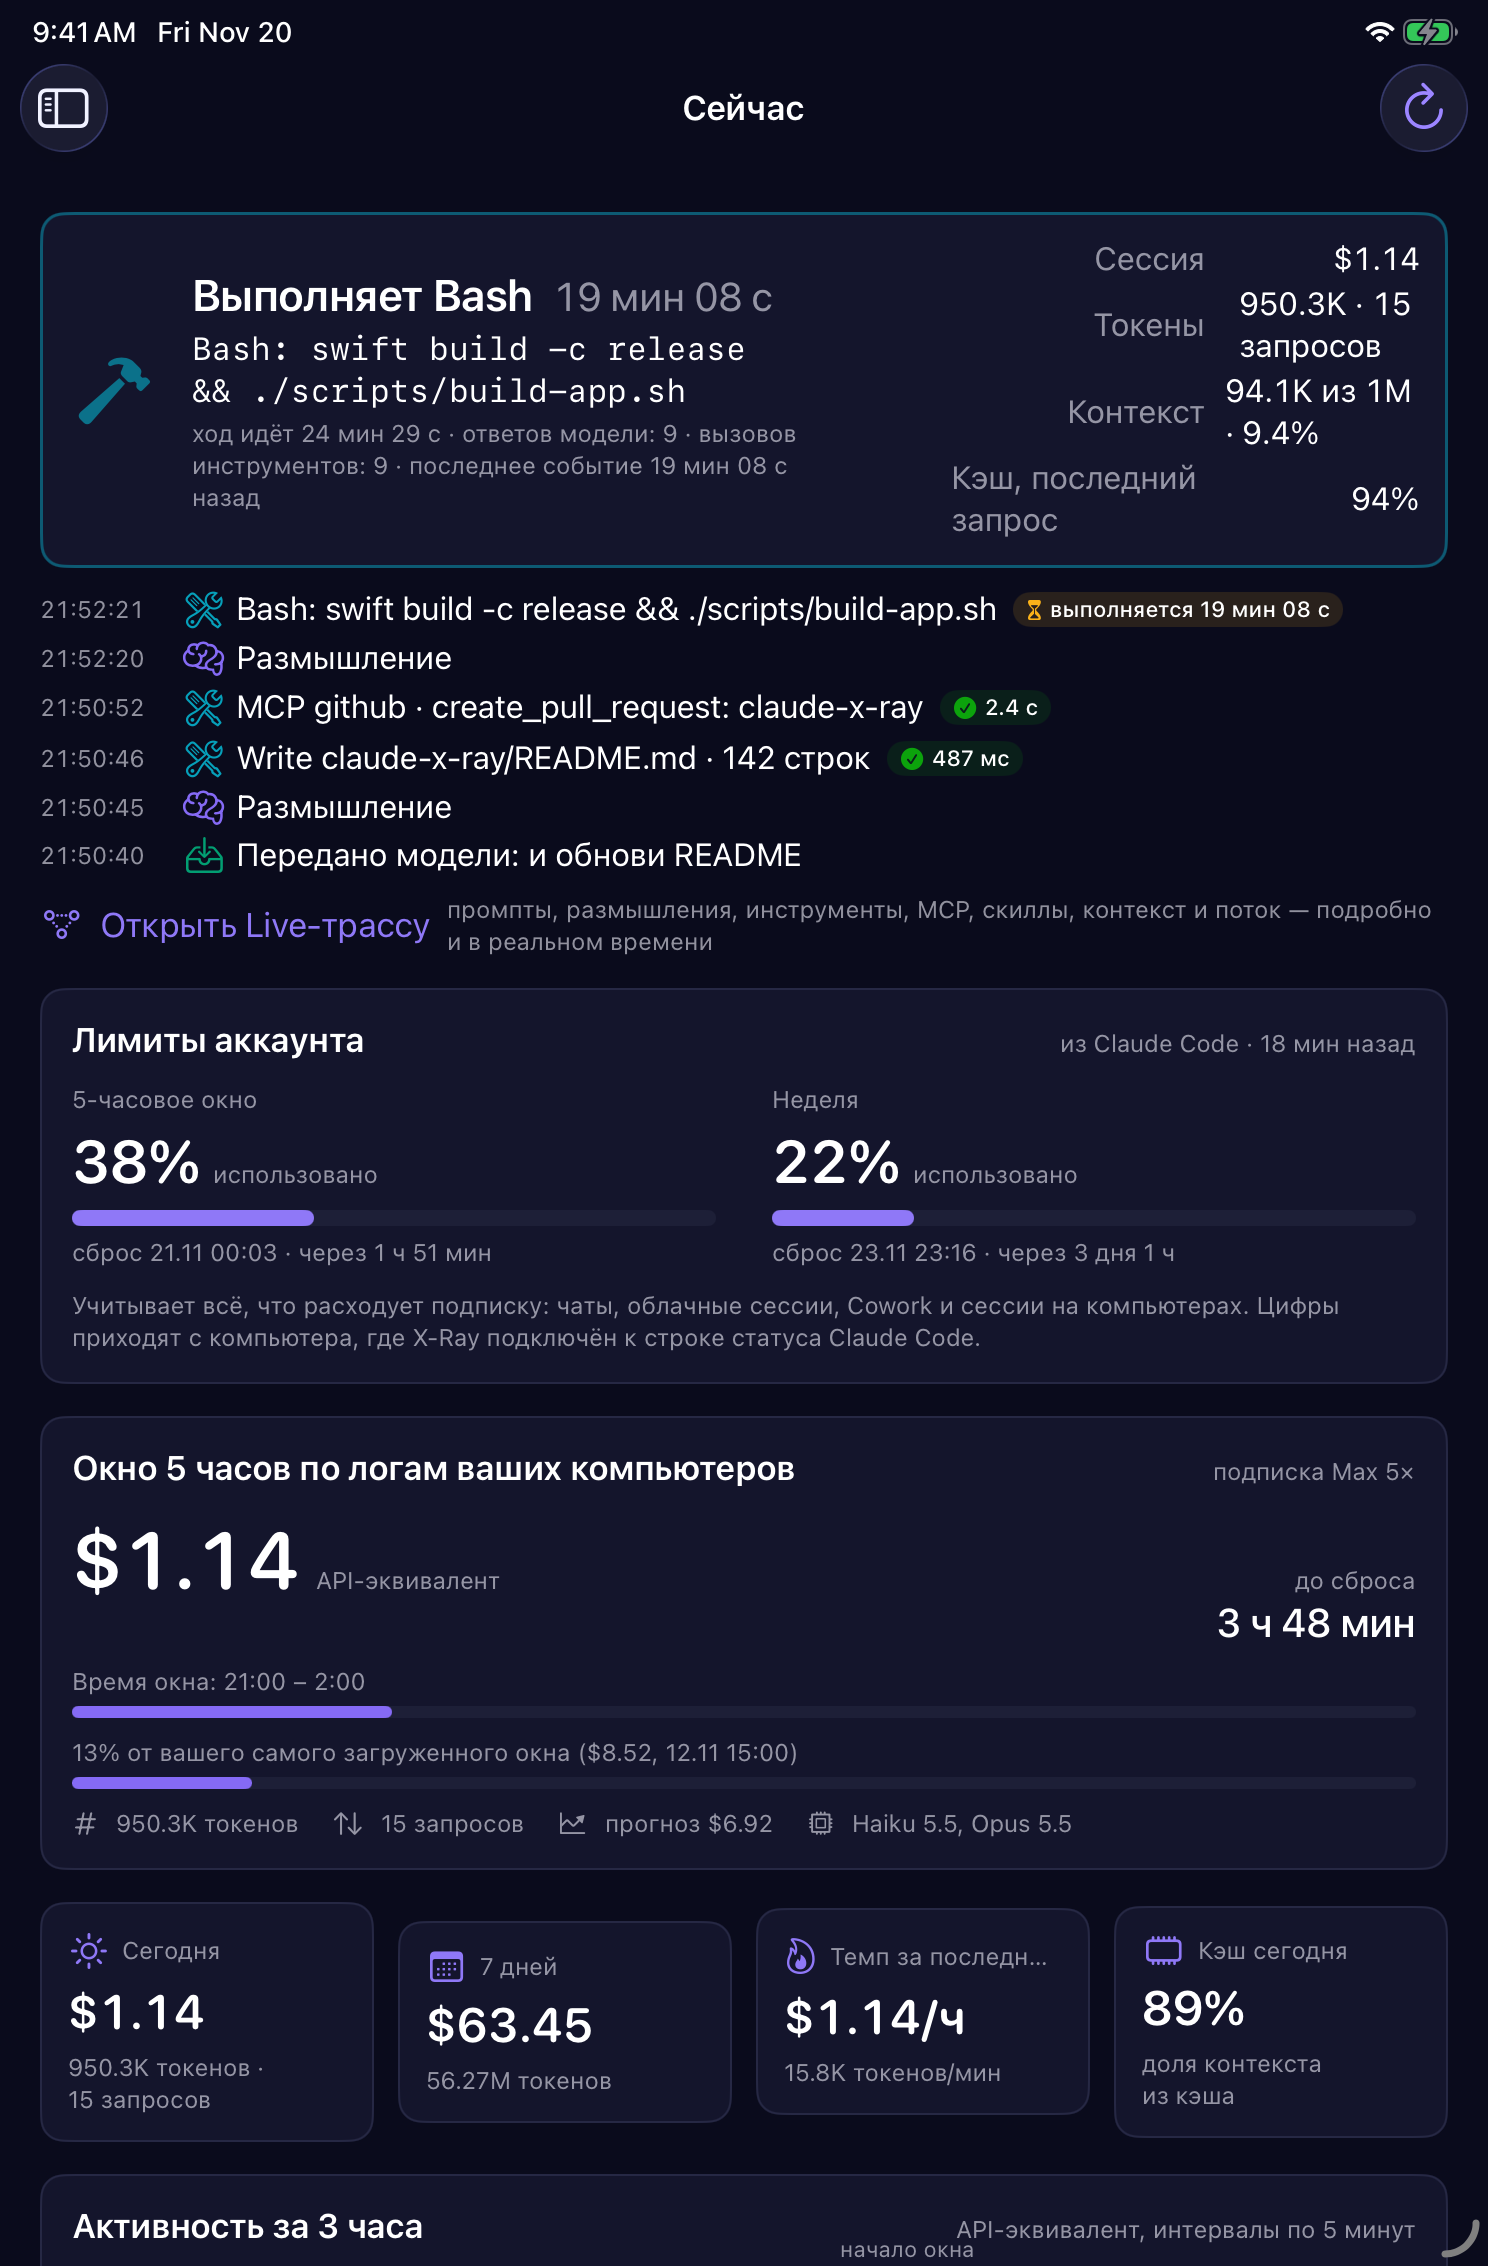 9:41 AM Fri Nov 20
Сейчас
Выполняет Bash 19 мин 08 с
Bash: swift build -c release
&& ./scripts/build-app.sh
ход идёт 24 мин 29 с · ответов модели: 9 · вызовов
инструментов: 9 · последнее событие 19 мин 08 с
назад
Сессия $1.14
Токены 950.3K · 15
запросов
Контекст 94.1K из 1M
· 9.4%
Кэш, последний
запрос 94%
21:52:21 Bash: swift build -c release && ./scripts/build-app.sh выполняется 19 мин 08 с
21:52:20 Размышление
21:50:52 MCP github · create_pull_request: claude-x-ray 2.4 с
21:50:46 Write claude-x-ray/README.md · 142 строк 487 мс
21:50:45 Размышление
21:50:40 Передано модели: и обнови README
Открыть Live-трассу
промпты, размышления, инструменты, MCP, скиллы, контекст и поток — подробно
и в реальном времени
Лимиты аккаунта
из Claude Code · 18 мин назад
5-часовое окно
38% использовано
сброс 21.11 00:03 · через 1 ч 51 мин
Неделя
22% использовано
сброс 23.11 23:16 · через 3 дня 1 ч
Учитывает всё, что расходует подписку: чаты, облачные сессии, Cowork и сессии на компьютерах. Цифры
приходят с компьютера, где X-Ray подключён к строке статуса Claude Code.
Окно 5 часов по логам ваших компьютеров
подписка Max 5×
$1.14 API-эквивалент
до сброса
3 ч 48 мин
Время окна: 21:00 – 2:00
13% от вашего самого загруженного окна ($8.52, 12.11 15:00)
950.3K токенов 15 запросов прогноз $6.92 Haiku 5.5, Opus 5.5
Сегодня
$1.14
950.3K токенов ·
15 запросов
7 дней
$63.45
56.27M токенов
Темп за последн...
$1.14/ч
15.8K токенов/мин
Кэш сегодня
89%
доля контекста
из кэша
Активность за 3 часа
API-эквивалент, интервалы по 5 минут
начало окна